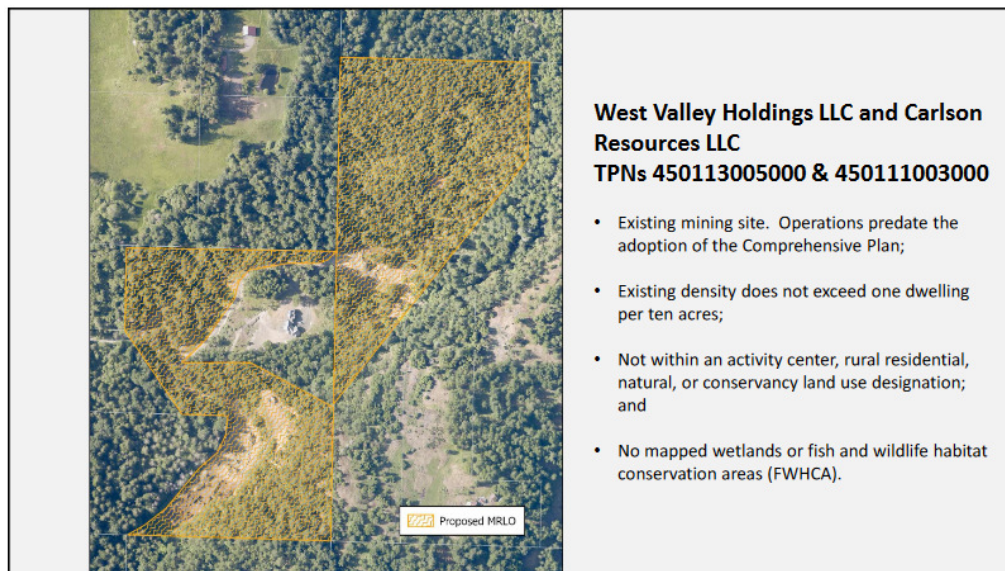 West Valley Holdings LLC and Carlson
Resources LLC
TPNs 450113005000 & 450111003000
• Existing mining site. Operations predate the
adoption of the Comprehensive Plan;
• Existing density does not exceed one dwelling
per ten acres;
• Not within an activity center, rural residential,
natural, or conservancy land use designation;
and
• No mapped wetlands or fish and wildlife habitat
conservation areas (FWHCA).
Proposed MRLO